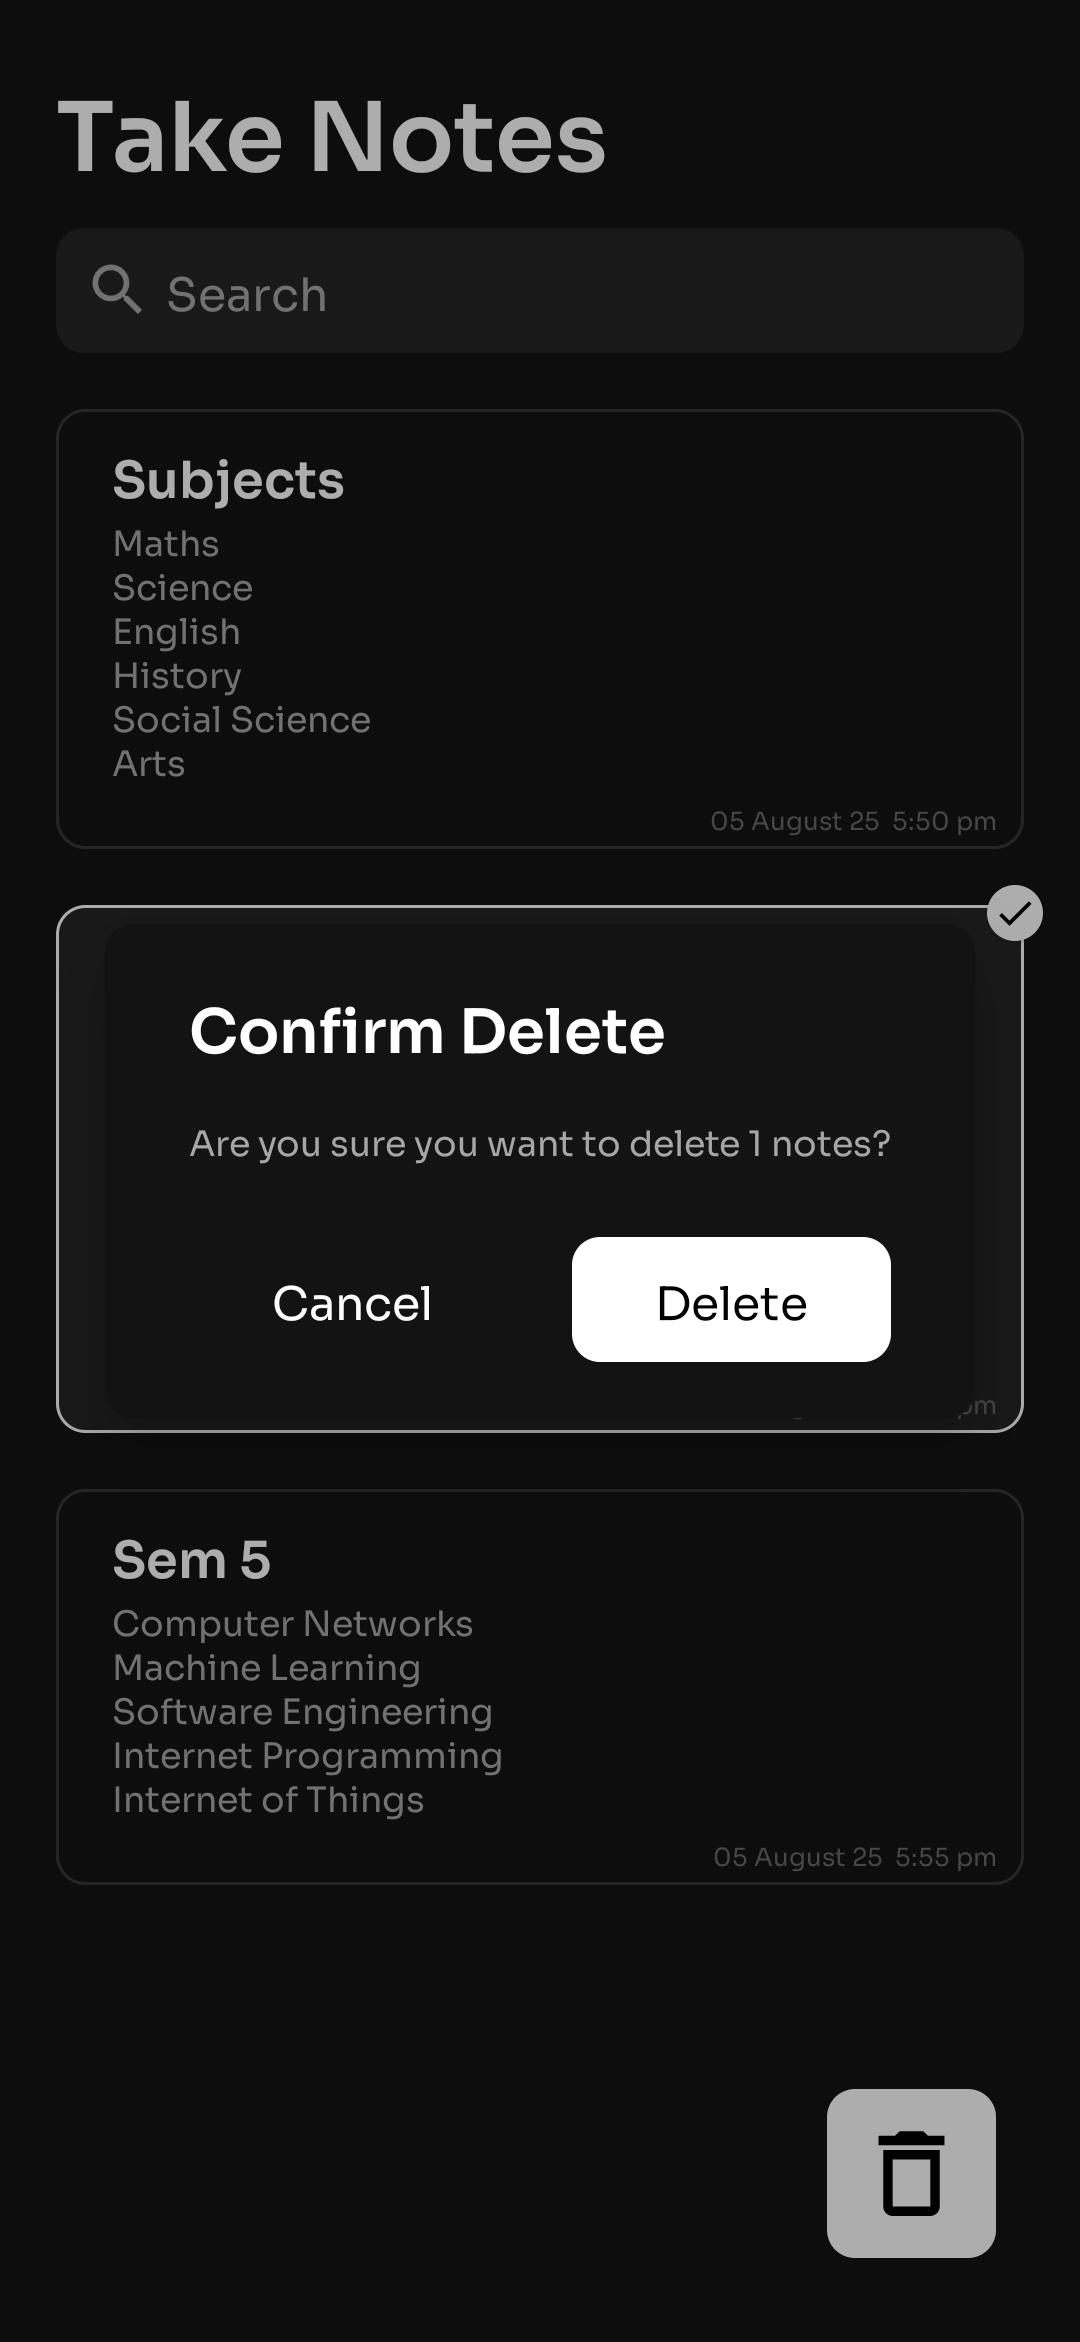 Take Notes
Search
Subjects
Maths
Science
English
History
Social Science
Arts
05 August 25 5:50 pm
Confirm Delete
Are you sure you want to delete 1 notes?
Cancel
Delete
pm
Sem 5
Computer Networks
Machine Learning
Software Engineering
Internet Programming
Internet of Things
05 August 25 5:55 pm